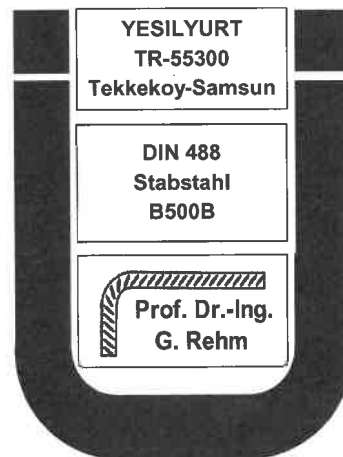 YESILYURT
TR-55300
Tekkekoy-Samsun
DIN 488
Stabstahl
B500B
Prof. Dr.-Ing.
G. Rehm